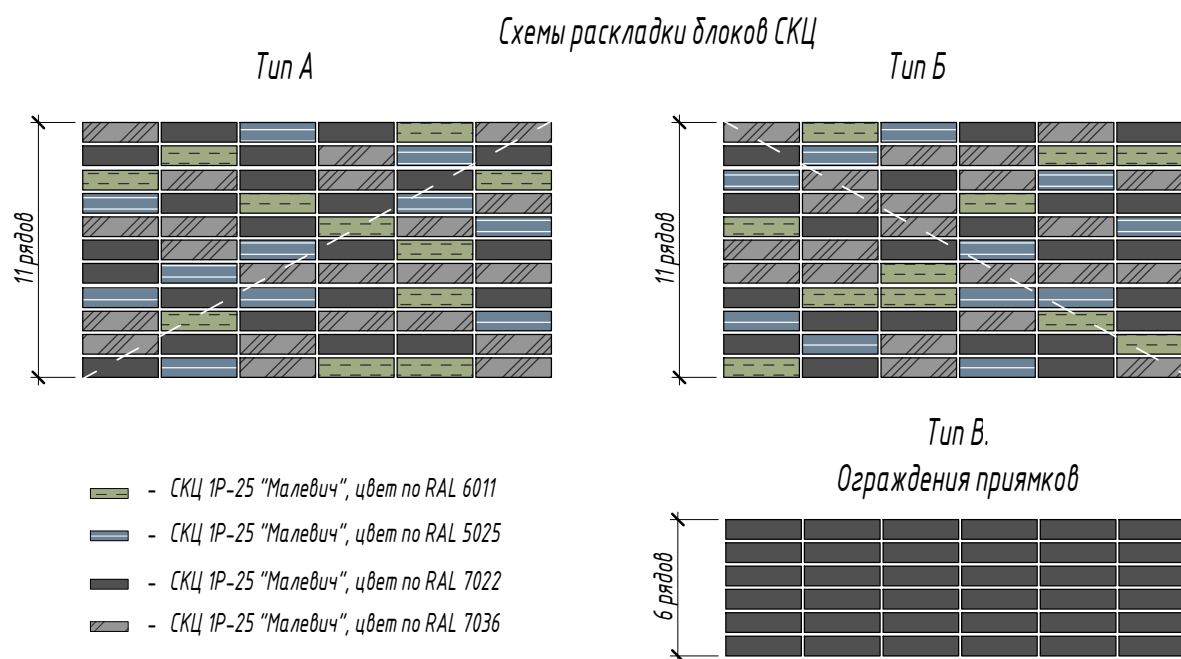 Схемы раскладки блоков СКЦ
Тип А
Тип Б
11 рядов
11 рядов
Тип В.
Ограждения приямков
6 рядов
- СКЦ 1Р-25 "Малевич", цвет по RAL 6011
- СКЦ 1Р-25 "Малевич", цвет по RAL 5025
- СКЦ 1Р-25 "Малевич", цвет по RAL 7022
- СКЦ 1Р-25 "Малевич", цвет по RAL 7036